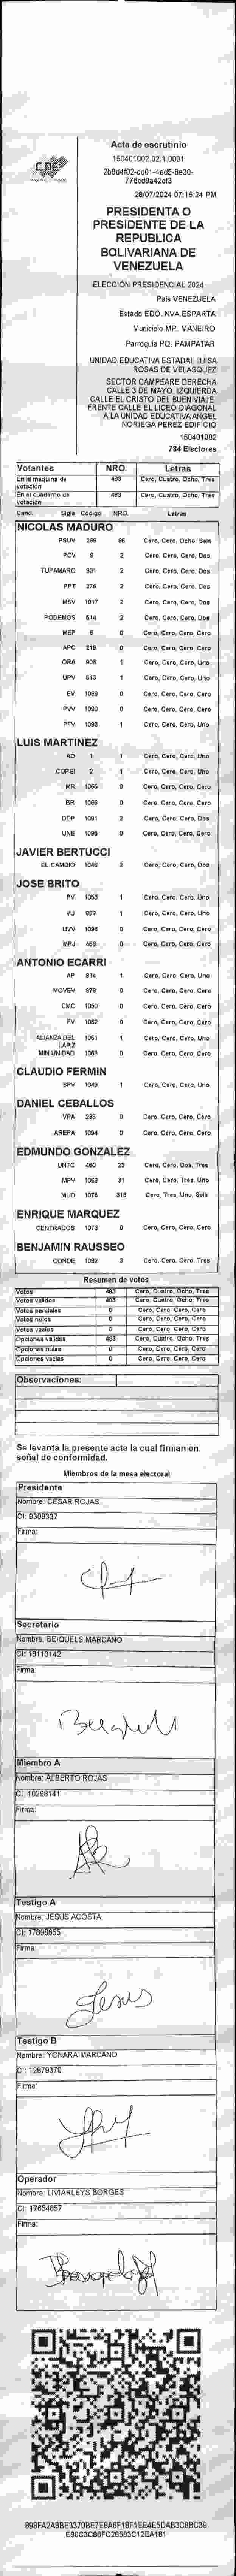 CNE
Acta de escrutinio
150401002.02.1.0001
28/07/2024 07:16:24 PM
PRESIDENTA O
PRESIDENTE DE LA
REPUBLICA
BOLIVARIANA DE
VENEZUELA
ELECCIÓN PRESIDENCIAL 2024
País VENEZUELA
Estado EDO. NVA.ESPARTA
Municipio MP. MANEIRO
Parroquia PQ. PAMPATAR
UNIDAD EDUCATIVA ESTADAL LUISA
ROSAS DE VELASQUEZ
SECTOR CAMPEARE DERECHA
CALLE 3 DE MAYO. IZQUIERDA
CALLE EL CRISTO DEL BUEN VIAJE
FRENTE CALLE EL LICEO DIAGONAL
A LA UNIDAD EDUCATIVA ANGEL
NORIEGA PEREZ EDIFICIO
150401002
784 Electores
Votantes NRO. Letras
En la máquina de votación 483 Cero, Cuatro, Ocho, Tres
En el cuaderno de votación 483 Cero, Cuatro, Ocho, Tres
Cand. Sigla Código NRO. Letras
NICOLAS MADURO
PSUV 289 86 Cero, Cero, Ocho, Seis
PCV 9 2 Cero, Cero, Cero, Dos
TUPAMARO 531 2 Cero, Cero, Cero, Dos
PPT 276 2 Cero, Cero, Cero, Dos
MSV 1017 2 Cero, Cero, Cero, Dos
PODEMOS 514 2 Cero, Cero, Cero, Dos
MEP 6 0 Cero, Cero, Cero, Cero
APC 219 0 Cero, Cero, Cero, Cero
ORA 908 1 Cero, Cero, Cero, Uno
UPV 513 1 Cero, Cero, Cero, Uno
EV 1089 0 Cero, Cero, Cero, Cero
PVV 1090 0 Cero, Cero, Cero, Cero
PFV 1093 1 Cero, Cero, Cero, Uno
LUIS MARTINEZ
AD 1 1 Cero, Cero, Cero, Uno
COPEI 2 1 Cero, Cero, Cero, Uno
MR 1065 0 Cero, Cero, Cero, Cero
BR 1066 0 Cero, Cero, Cero, Cero
DDP 1091 2 Cero, Cero, Cero, Dos
UNE 1095 0 Cero, Cero, Cero, Cero
JAVIER BERTUCCI
EL CAMBIO 1048 2 Cero, Cero, Cero, Dos
JOSE BRITO
PV 1053 1 Cero, Cero, Cero, Uno
VU 969 1 Cero, Cero, Cero, Uno
UVV 1096 0 Cero, Cero, Cero, Cero
MPJ 468 0 Cero, Cero, Cero, Cero
ANTONIO ECARRI
AP 814 1 Cero, Cero, Cero, Uno
MOVEV 978 0 Cero, Cero, Cero, Cero
CMC 1050 0 Cero, Cero, Cero, Cero
FV 1082 0 Cero, Cero, Cero, Cero
ALIANZA DEL LAPIZ 1051 1 Cero, Cero, Cero, Uno
MIN UNIDAD 1069 0 Cero, Cero, Cero, Cero
CLAUDIO FERMIN
SPV 1049 1 Cero, Cero, Cero, Uno
DANIEL CEBALLOS
VPA 236 0 Cero, Cero, Cero, Cero
AREPA 1094 0 Cero, Cero, Cero, Cero
EDMUNDO GONZALEZ
UNTC 460 23 Cero, Cero, Dos, Tres
MPV 1062 31 Cero, Cero, Tres, Uno
MUD 1076 316 Cero, Tres, Uno, Seis
ENRIQUE MARQUEZ
CENTRADOS 1073 0 Cero, Cero, Cero, Cero
BENJAMIN RAUSSEO
CONDE 1092 3 Cero, Cero, Cero, Tres
Resumen de votos
Votos 483 Cero, Cuatro, Ocho, Tres
Votos válidos 483 Cero, Cuatro, Ocho, Tres
Votos parciales 0 Cero, Cero, Cero, Cero
Votos nulos 0 Cero, Cero, Cero, Cero
Votos vacíos 0 Cero, Cero, Cero, Cero
Opciones válidas 483 Cero, Cuatro, Ocho, Tres
Opciones nulas 0 Cero, Cero, Cero, Cero
Opciones vacías 0 Cero, Cero, Cero, Cero
Observaciones:
Se levanta la presente acta la cual firman en
señal de conformidad.
Miembros de la mesa electoral
Presidente
Nombre: CESAR ROJAS
CI: 9308337
Firma:
Secretario
Nombre: BEIQUELS MARCANO
CI: 18113142
Firma:
Miembro A
Nombre: ALBERTO ROJAS
CI: 10298141
Firma:
Testigo A
Nombre: JESUS ACOSTA
CI: 17898655
Firma:
Jesus
Testigo B
Nombre: YONARA MARCANO
CI: 12879370
Firma:
Operador
Nombre: LIVIARLEYS BORGES
CI: 17654857
Firma: